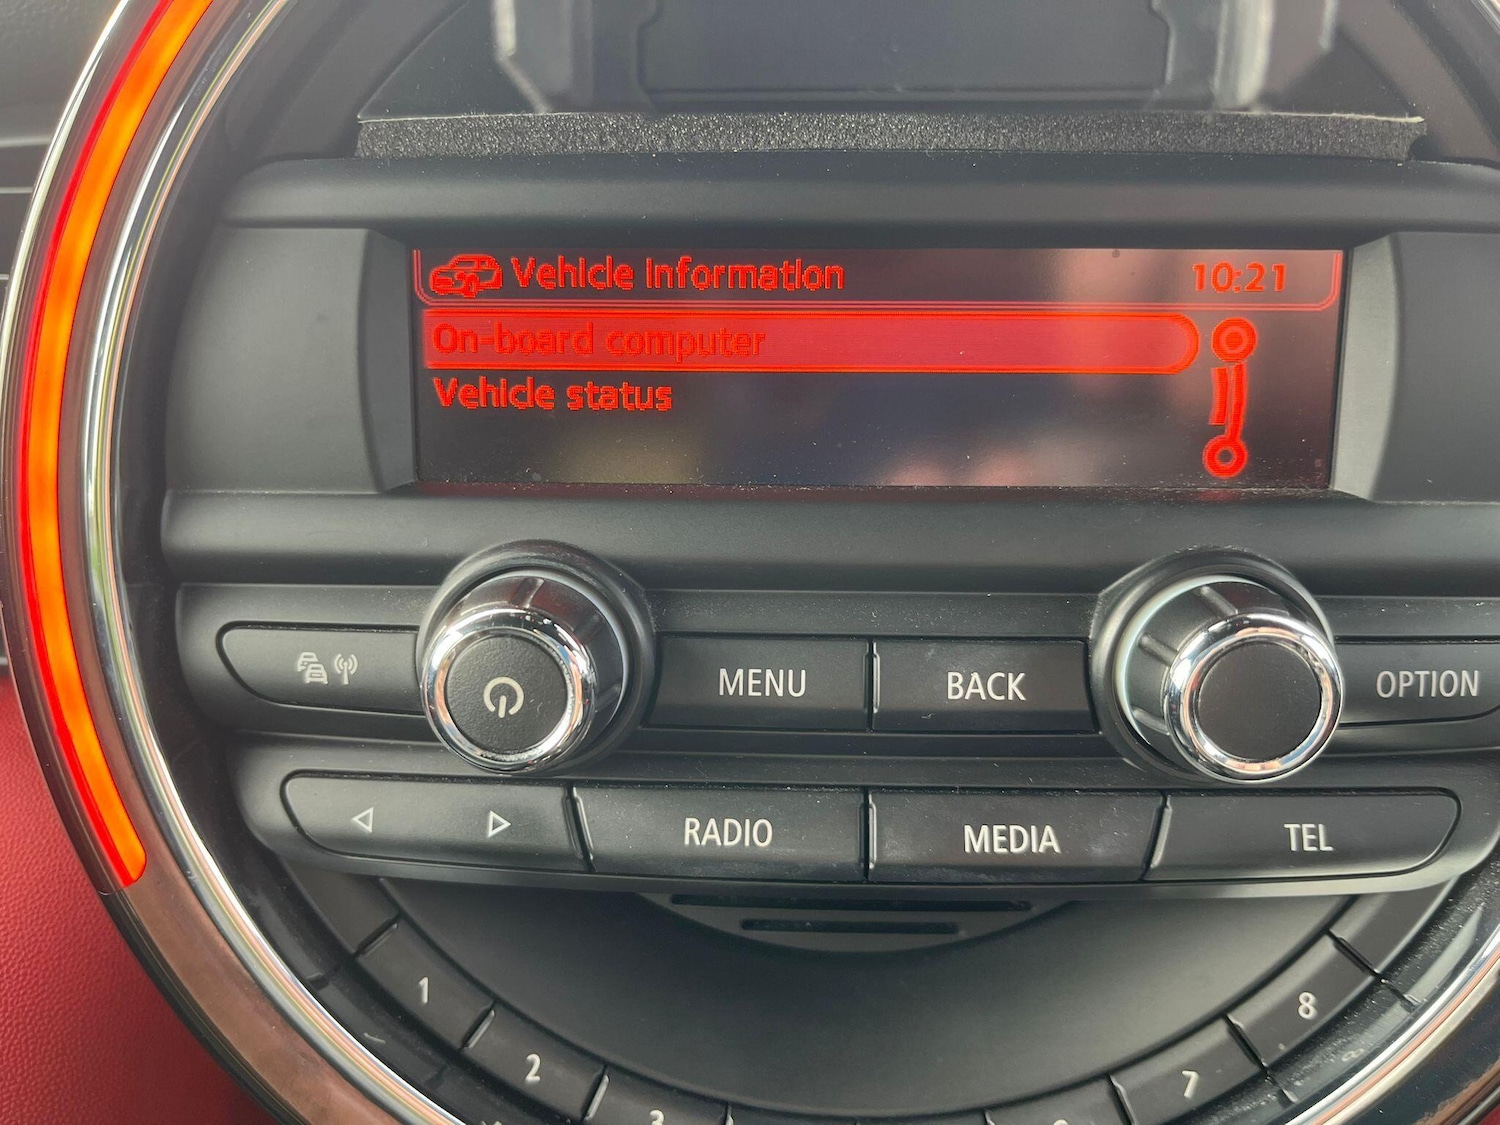 Vehicle information 10:21
On-board computer
Vehicle status
MENU BACK OPTION
RADIO MEDIA TEL
1 8
2 7
3